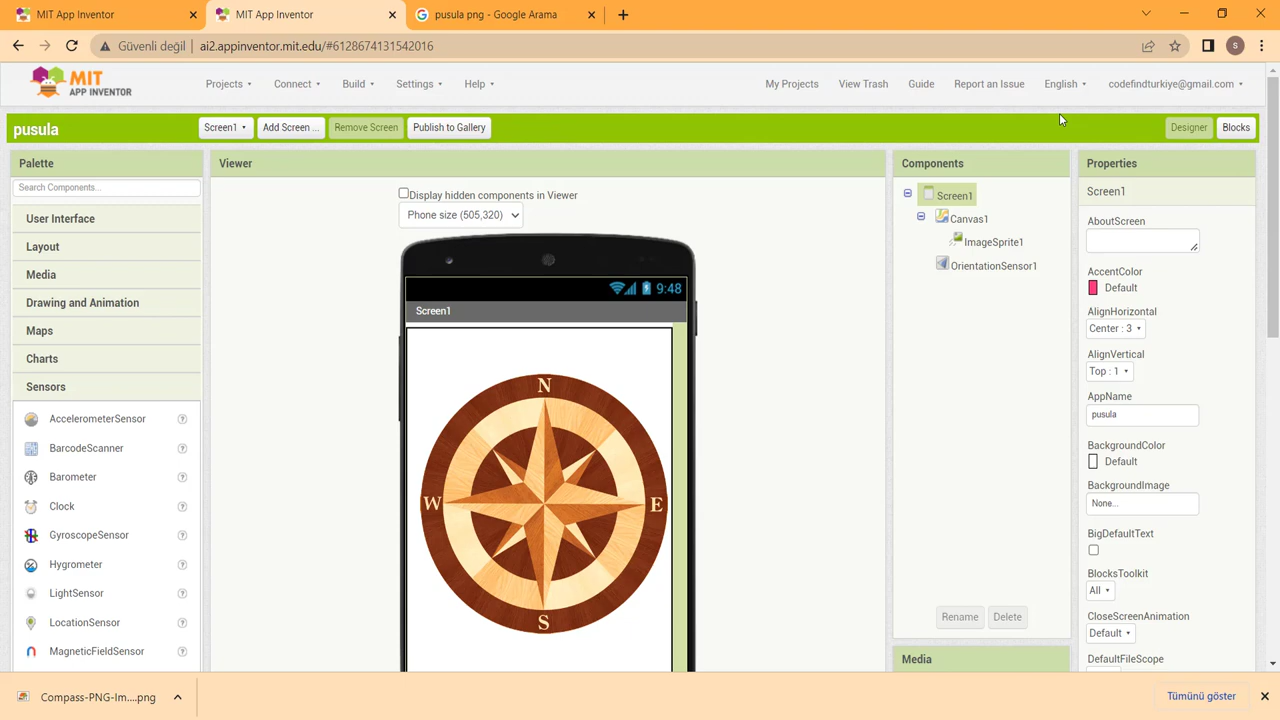 MIT App Inventor
MIT App Inventor
pusula png - Google Arama
Güvenli değil
ai2.appinventor.mit.edu/#6128674131542016
S
MIT
APP INVENTOR
Projects
Connect
Build
Settings
Help
My Projects
View Trash
Guide
Report an Issue
English
codefindturkiye@gmail.com
pusula
Screen1
Add Screen ...
Remove Screen
Publish to Gallery
Designer
Blocks
Palette
Search Components...
User Interface
Layout
Media
Drawing and Animation
Maps
Charts
Sensors
AccelerometerSensor
BarcodeScanner
Barometer
Clock
GyroscopeSensor
Hygrometer
LightSensor
LocationSensor
MagneticFieldSensor
Viewer
Display hidden components in Viewer
Phone size (505,320)
9:48
Screen1
N
W
E
S
Components
Screen1
Canvas1
ImageSprite1
OrientationSensor1
Rename
Delete
Media
Properties
Screen1
AboutScreen
AccentColor
Default
AlignHorizontal
Center : 3
AlignVertical
Top : 1
AppName
pusula
BackgroundColor
Default
BackgroundImage
None...
BigDefaultText
BlocksToolkit
All
CloseScreenAnimation
Default
DefaultFileScope
Compass-PNG-Im....png
Tümünü göster